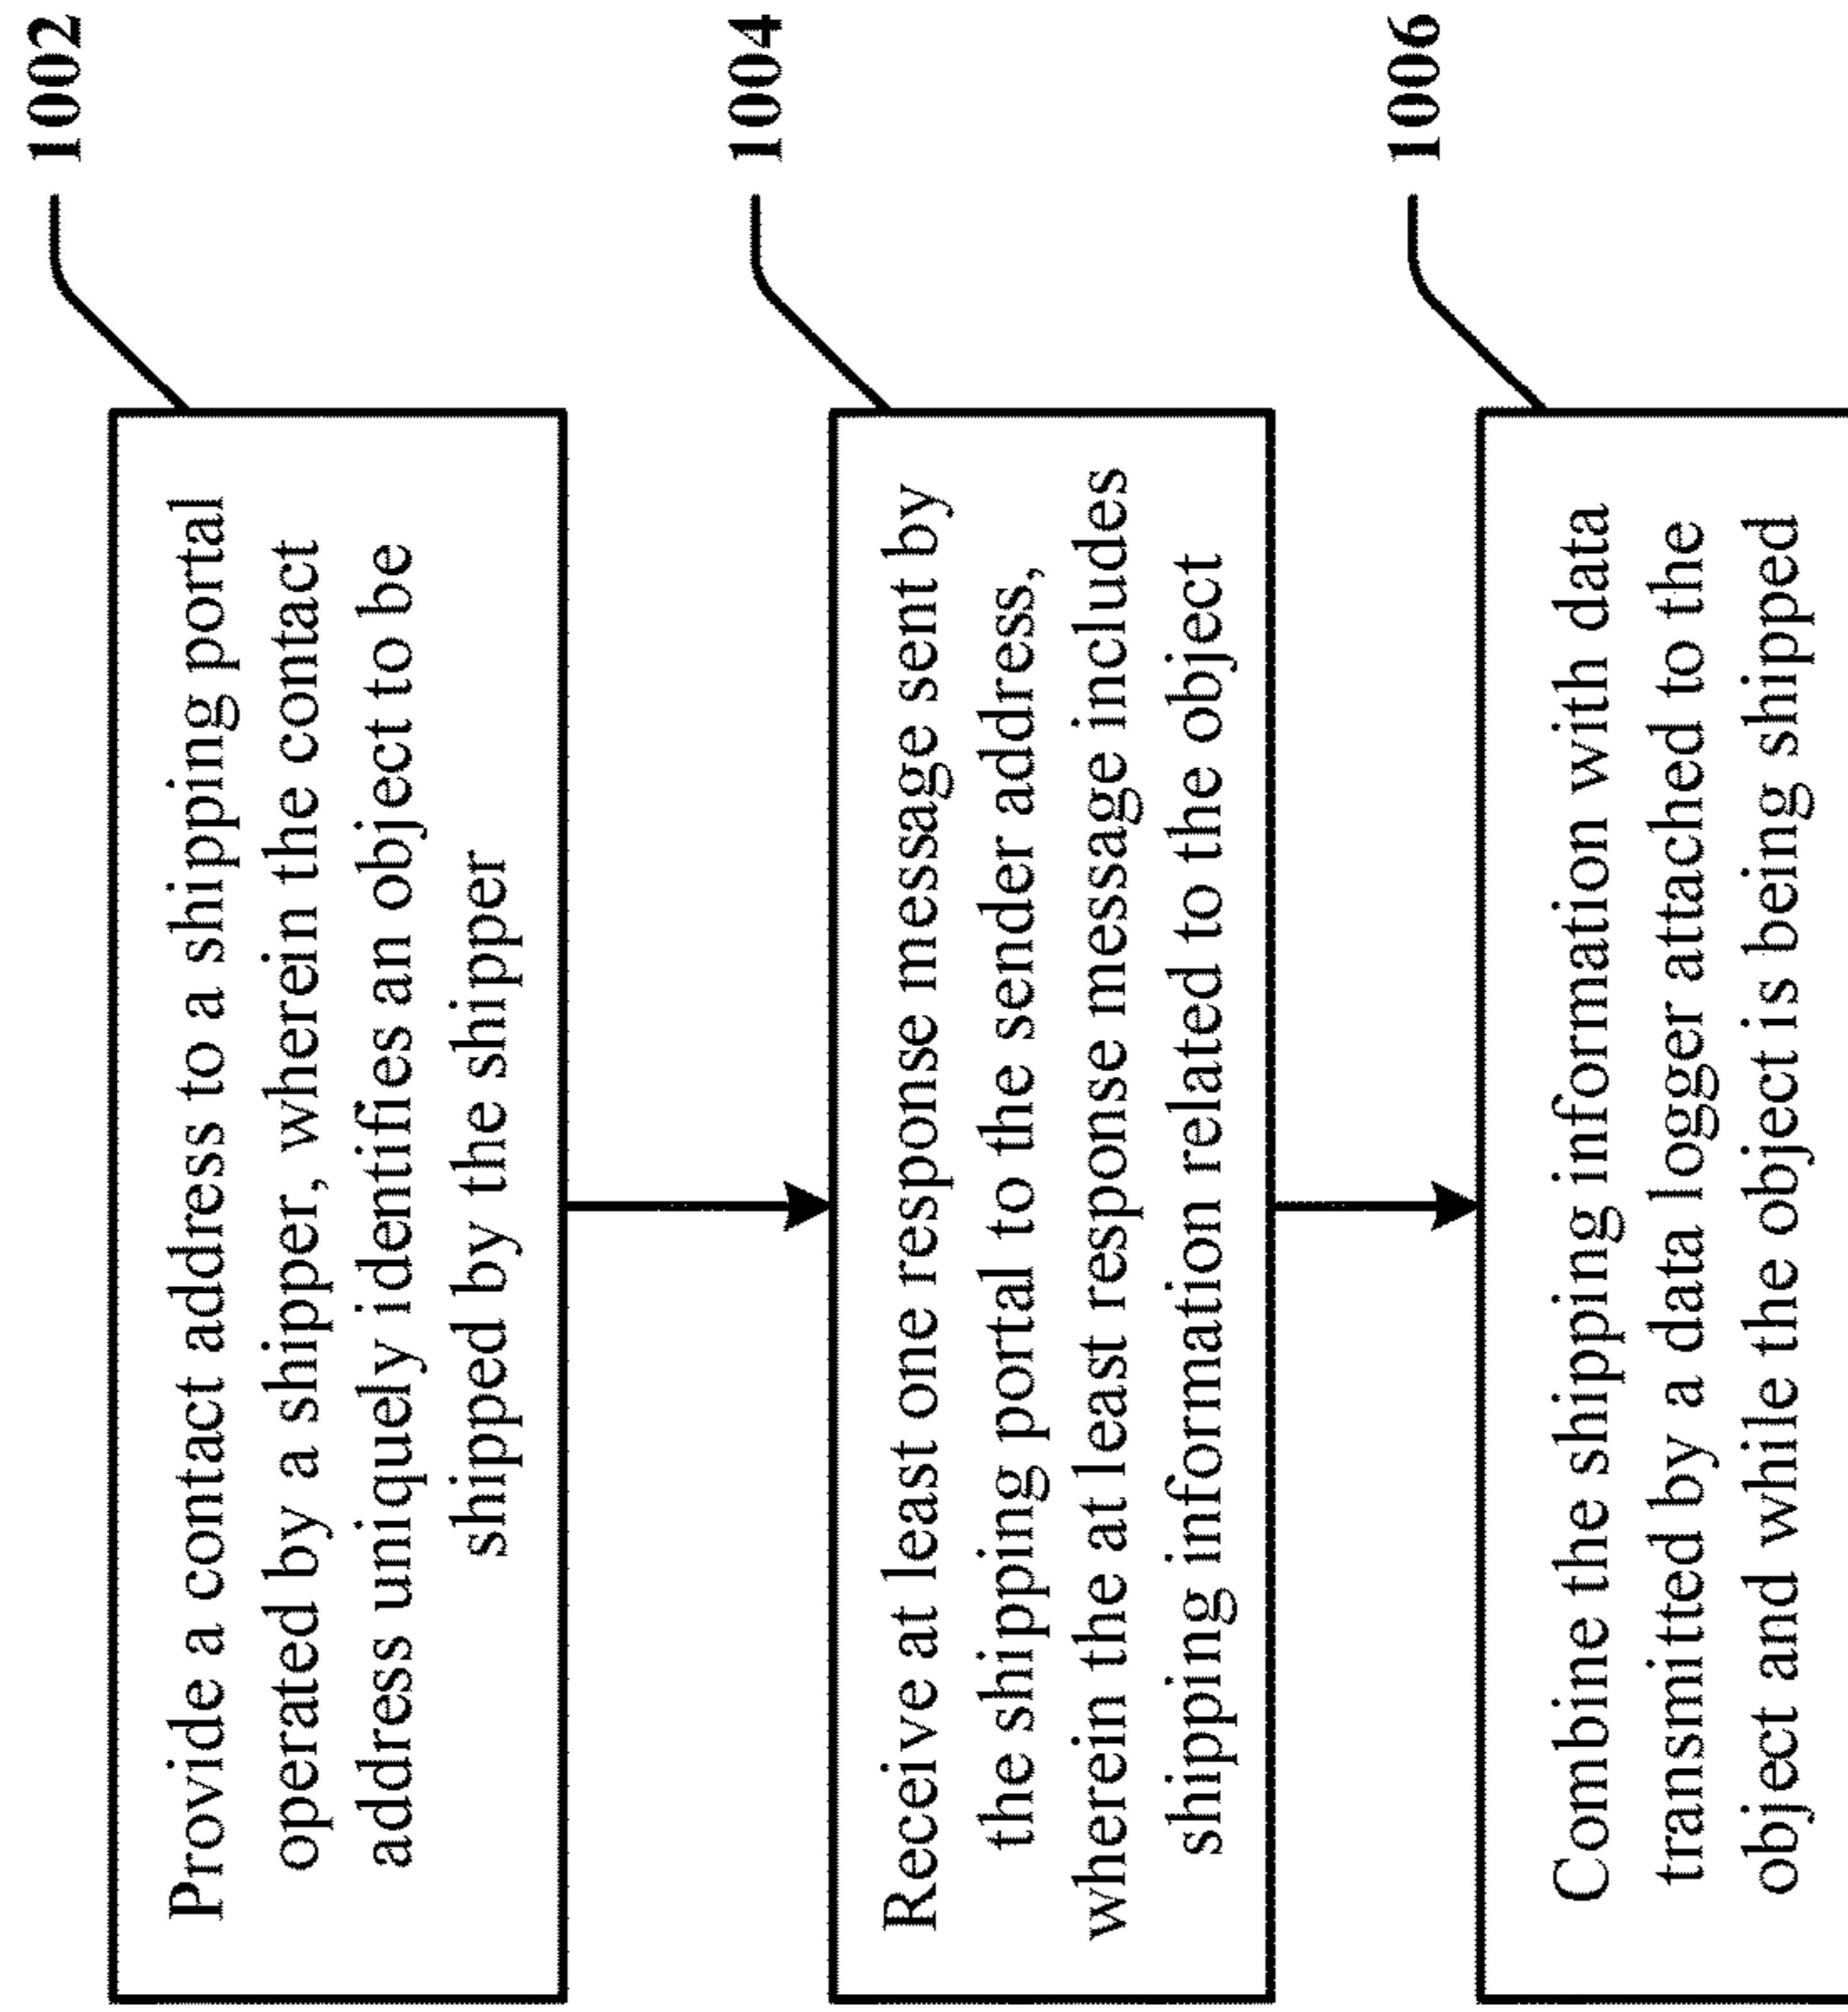 1002
Provide a contact address to a shipping portal
operated by a shipper, wherein the contact
address uniquely identifies an object to be
shipped by the shipper
1004
Receive at least one response message sent by
the shipping portal to the sender address,
wherein the at least response message includes
shipping information related to the object
1006
Combine the shipping information with data
transmitted by a data logger attached to the
object and while the object is being shipped